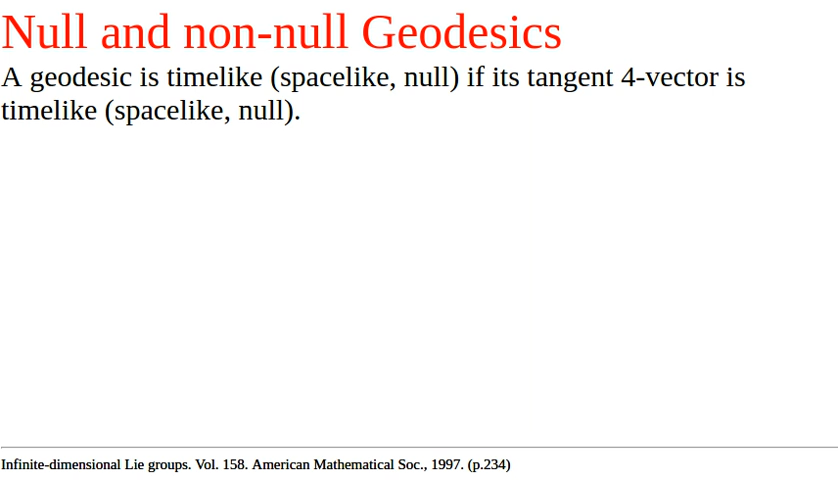 Null and non-null Geodesics
A geodesic is timelike (spacelike, null) if its tangent 4-vector is
timelike (spacelike, null).
Infinite-dimensional Lie groups. Vol. 158. American Mathematical Soc., 1997. (p.234)